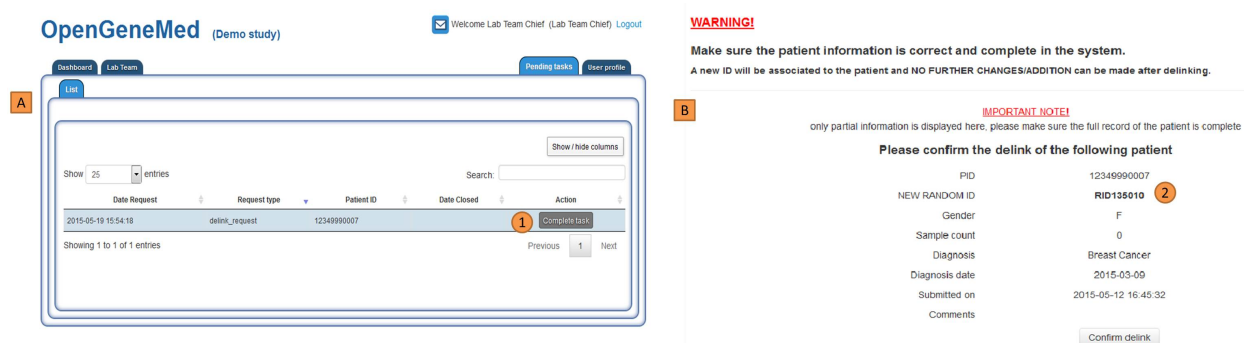 OpenGeneMed (Demo study)
Welcome Lab Team Chief (Lab Team Chief) Logout
Dashboard Lab Team Pending tasks User profile
List
A
Show / hide columns
Show 25 entries Search:
Date Request Request type Patient ID Date Closed Action
2015-05-19 15:54:18 delink_request 12349990007 1 Complete task
Showing 1 to 1 of 1 entries Previous 1 Next
WARNING!
Make sure the patient information is correct and complete in the system.
A new ID will be associated to the patient and NO FURTHER CHANGES/ADDITION can be made after delinking.
B
IMPORTANT NOTE!
only partial information is displayed here, please make sure the full record of the patient is complete
Please confirm the delink of the following patient
PID 12349990007
NEW RANDOM ID RID135010 2
Gender F
Sample count 0
Diagnosis Breast Cancer
Diagnosis date 2015-03-09
Submitted on 2015-05-12 16:45:32
Comments
Confirm delink